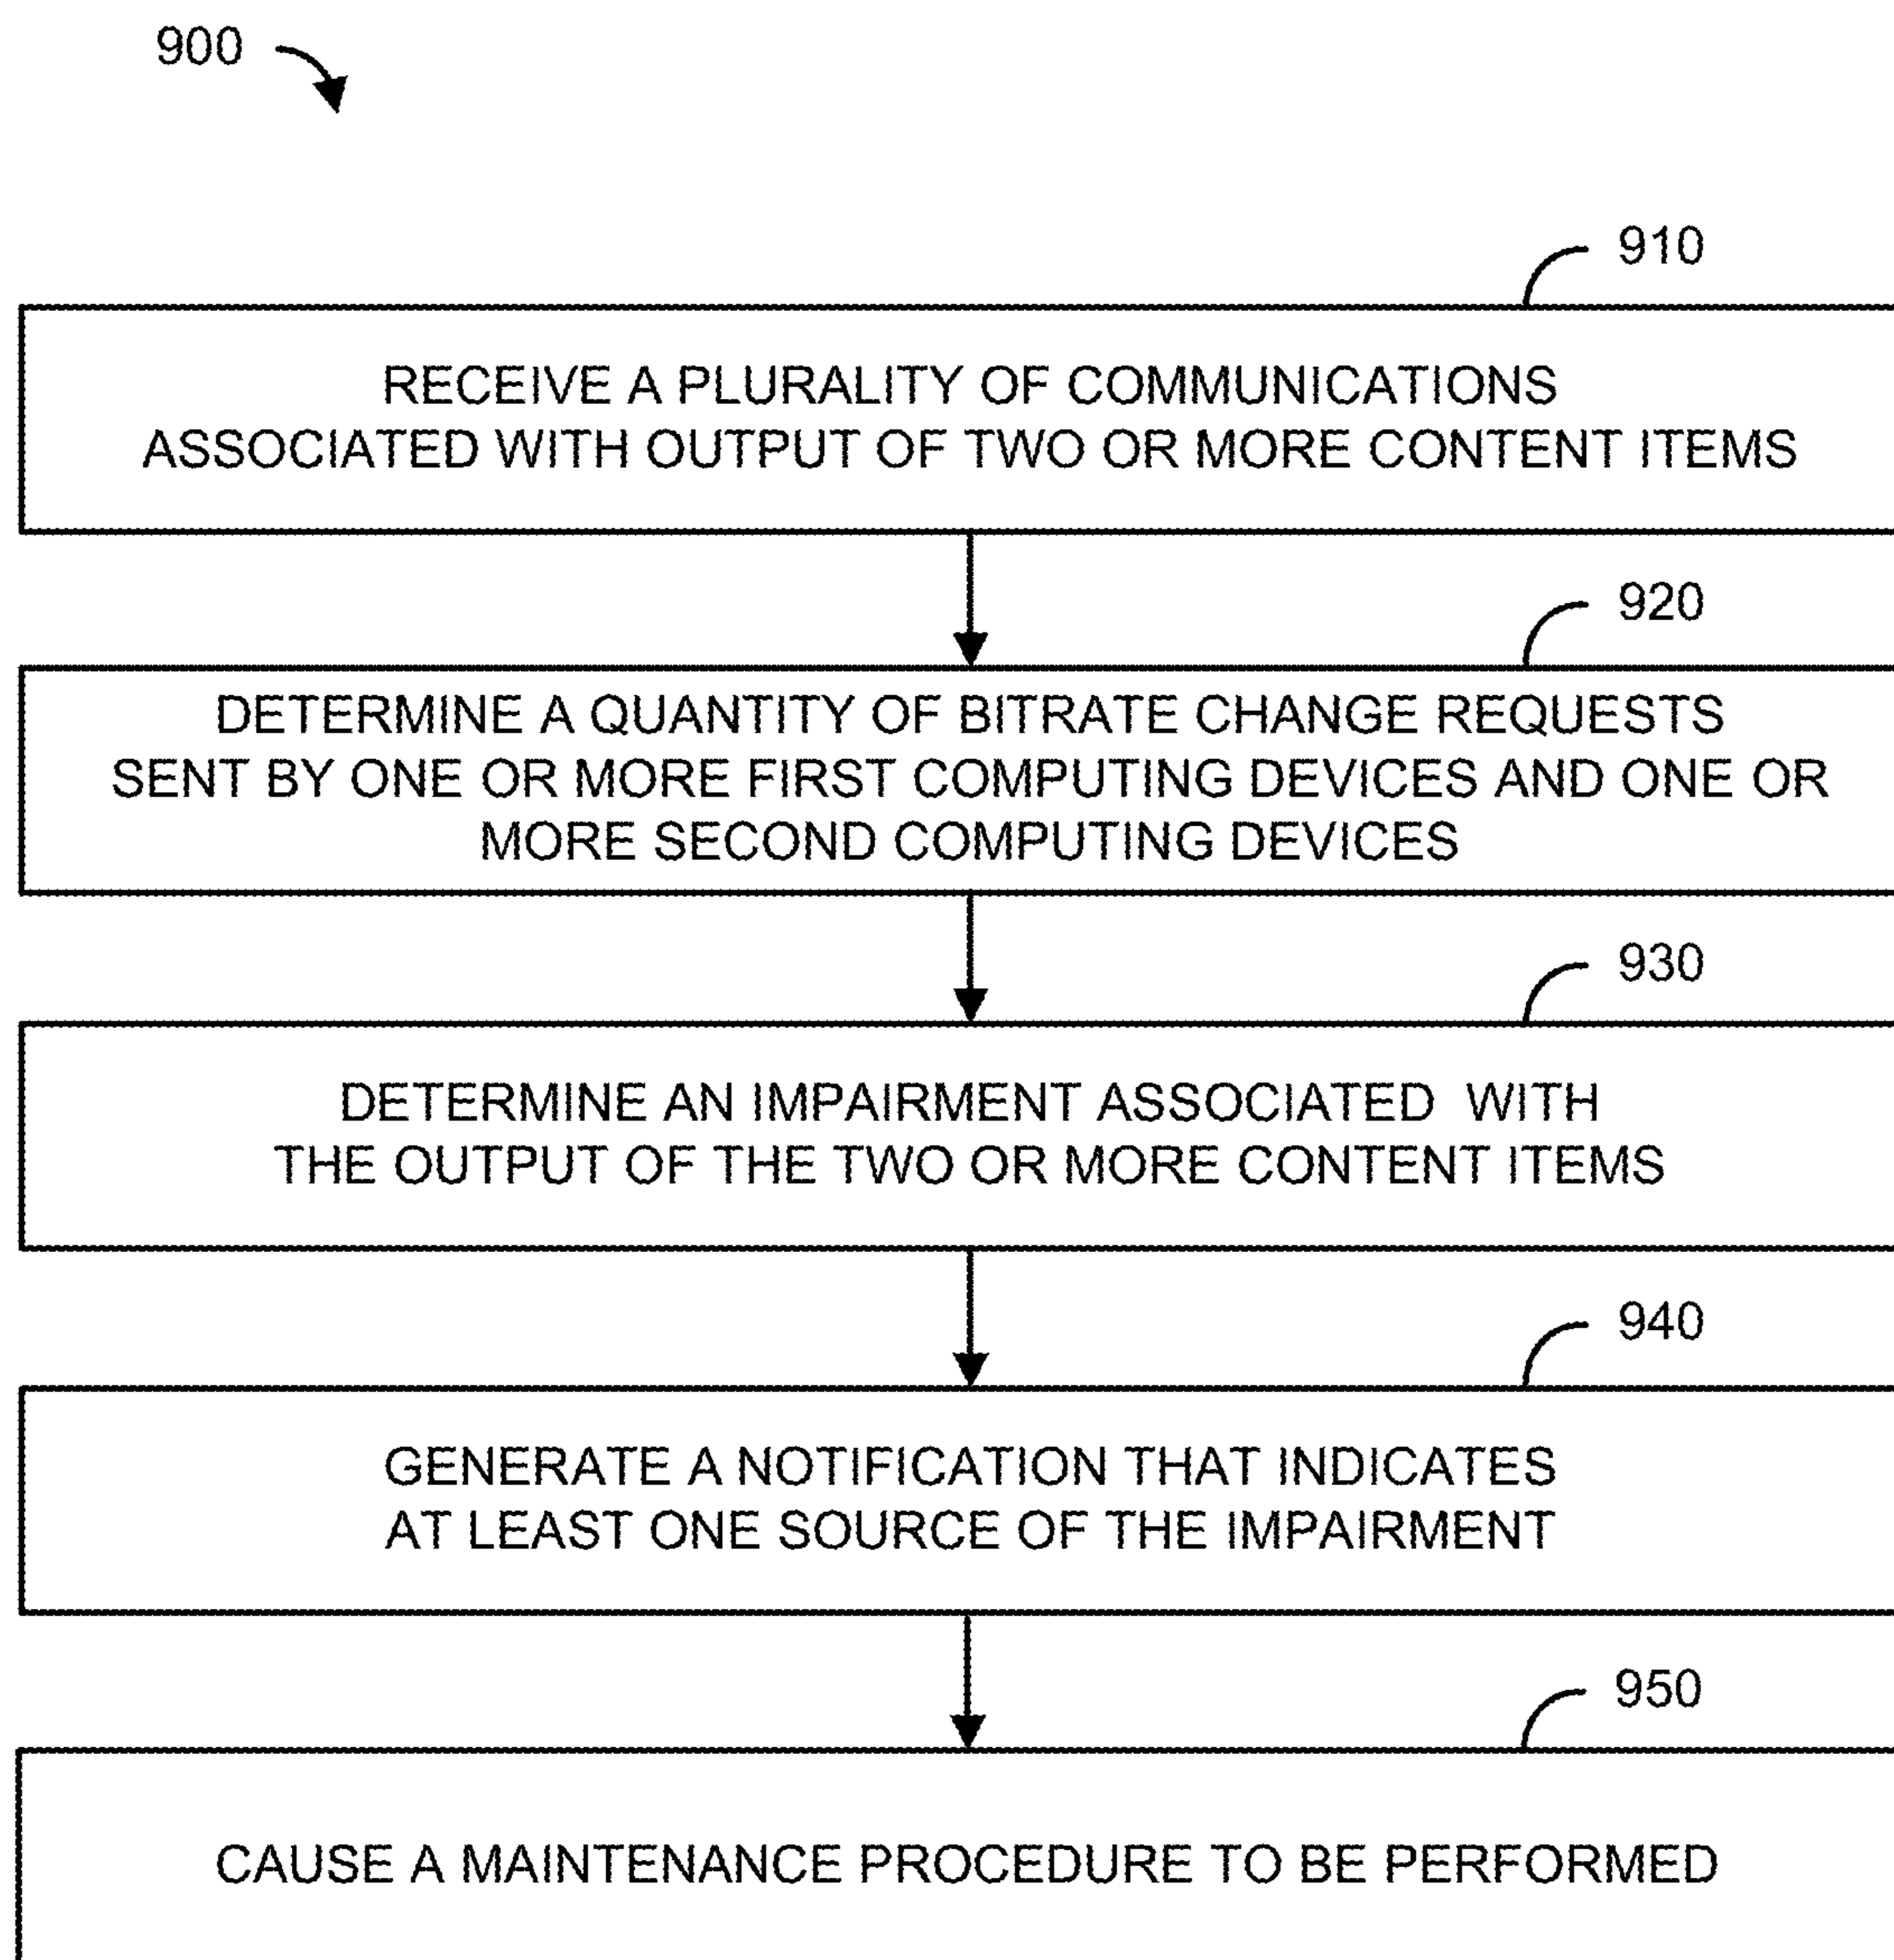 900
910
RECEIVE A PLURALITY OF COMMUNICATIONS
ASSOCIATED WITH OUTPUT OF TWO OR MORE CONTENT ITEMS
920
DETERMINE A QUANTITY OF BITRATE CHANGE REQUESTS
SENT BY ONE OR MORE FIRST COMPUTING DEVICES AND ONE OR
MORE SECOND COMPUTING DEVICES
930
DETERMINE AN IMPAIRMENT ASSOCIATED WITH
THE OUTPUT OF THE TWO OR MORE CONTENT ITEMS
940
GENERATE A NOTIFICATION THAT INDICATES
AT LEAST ONE SOURCE OF THE IMPAIRMENT
950
CAUSE A MAINTENANCE PROCEDURE TO BE PERFORMED